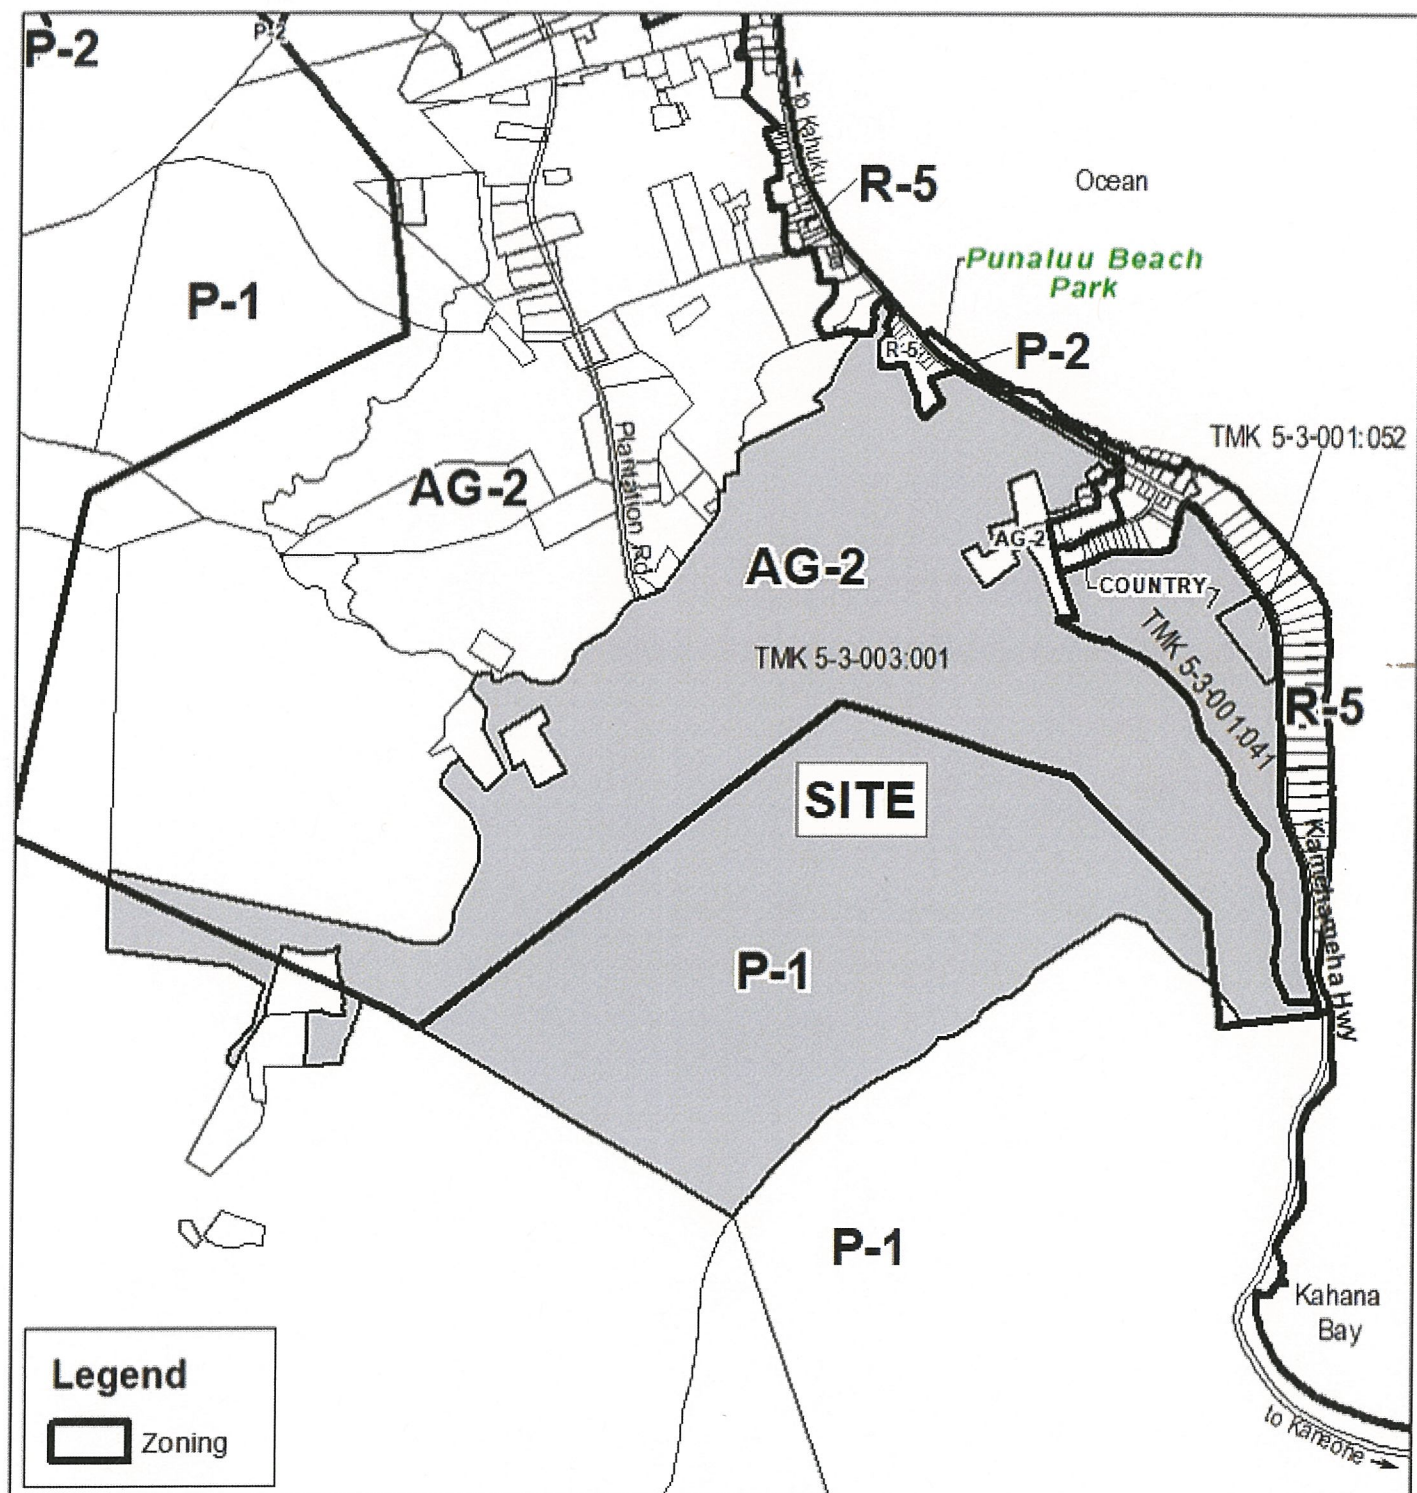 P-2
P-2
to Kahuku
R-5
Ocean
Punaluu Beach
Park
P-1
R-5
P-2
TMK 5-3-001:052
AG-2
Plantation Rd
AG-2
AG-2
COUNTRY
TMK 5-3-003:001
TMK 5-3-001:041
R-5
SITE
Kamehameha Hwy
P-1
P-1
Kahana
Bay
Legend
Zoning
to Kaneohe